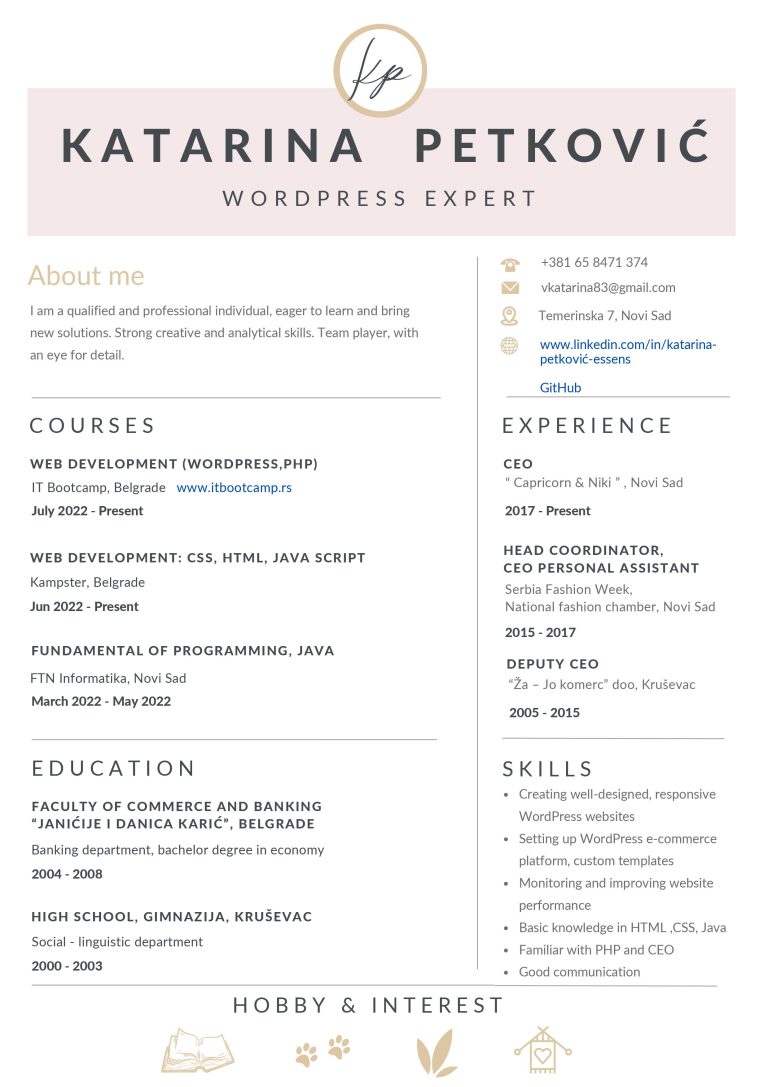 kp
KATARINA PETKOVIĆ
WORDPRESS EXPERT
About me
I am a qualified and professional individual, eager to learn and bring
new solutions. Strong creative and analytical skills. Team player, with
an eye for detail.
+381 65 8471 374
vkatarina83@gmail.com
Temerinska 7, Novi Sad
www.linkedin.com/in/katarina-
petković-essens
GitHub
COURSES
WEB DEVELOPMENT (WORDPRESS,PHP)
IT Bootcamp, Belgrade www.itbootcamp.rs
July 2022 - Present
WEB DEVELOPMENT: CSS, HTML, JAVA SCRIPT
Kampster, Belgrade
Jun 2022 - Present
FUNDAMENTAL OF PROGRAMMING, JAVA
FTN Informatika, Novi Sad
March 2022 - May 2022
EDUCATION
FACULTY OF COMMERCE AND BANKING
“JANIĆIJE I DANICA KARIĆ”, BELGRADE
Banking department, bachelor degree in economy
2004 - 2008
HIGH SCHOOL, GIMNAZIJA, KRUŠEVAC
Social - linguistic department
2000 - 2003
EXPERIENCE
CEO
“ Capricorn & Niki ” , Novi Sad
2017 - Present
HEAD COORDINATOR,
CEO PERSONAL ASSISTANT
Serbia Fashion Week,
National fashion chamber, Novi Sad
2015 - 2017
DEPUTY CEO
“Ža – Jo komerc” doo, Kruševac
2005 - 2015
SKILLS
• Creating well-designed, responsive
WordPress websites
• Setting up WordPress e-commerce
platform, custom templates
• Monitoring and improving website
performance
• Basic knowledge in HTML ,CSS, Java
• Familiar with PHP and CEO
• Good communication
HOBBY & INTEREST